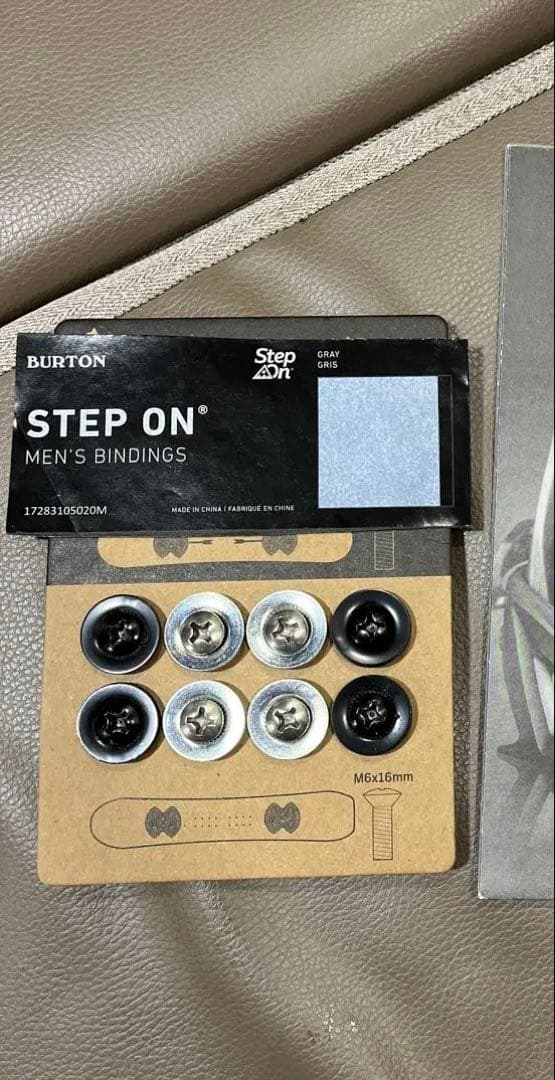 BURTON
Step
On
GRAY
GRIS
STEP ON®
MEN'S BINDINGS
17283105020M
MADE IN CHINA | FABRIQUÉ EN CHINE
M6x16mm